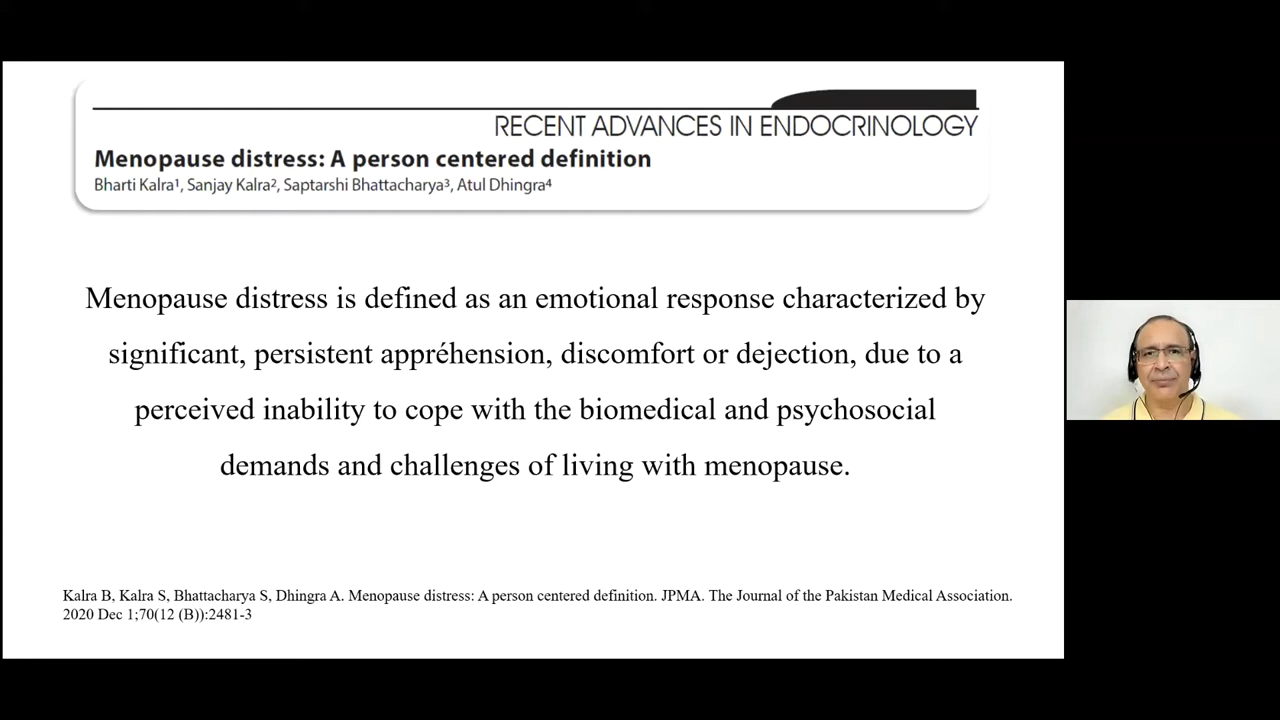 RECENT ADVANCES IN ENDOCRINOLOGY
Menopause distress: A person centered definition
Bharti Kalra¹, Sanjay Kalra², Saptarshi Bhattacharya³, Atul Dhingra⁴
Menopause distress is defined as an emotional response characterized by
significant, persistent appréhension, discomfort or dejection, due to a
perceived inability to cope with the biomedical and psychosocial
demands and challenges of living with menopause.
Kalra B, Kalra S, Bhattacharya S, Dhingra A. Menopause distress: A person centered definition. JPMA. The Journal of the Pakistan Medical Association.
2020 Dec 1;70(12 (B)):2481-3